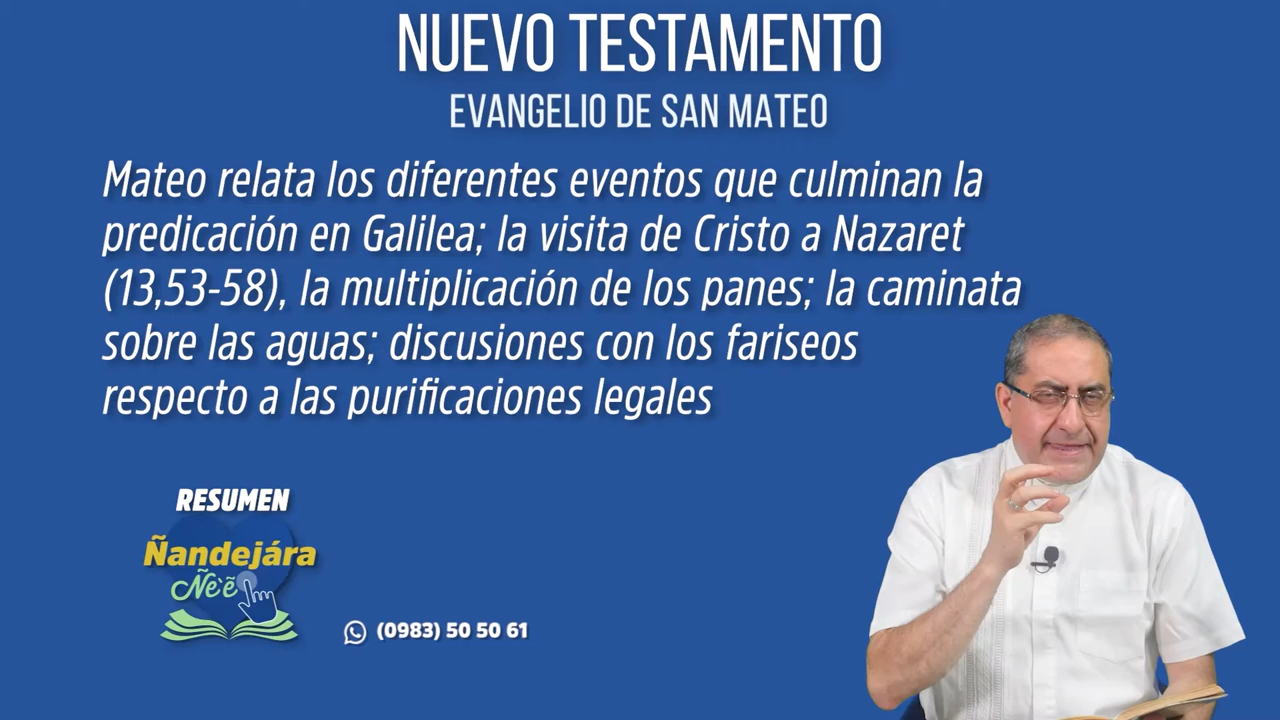 NUEVO TESTAMENTO
EVANGELIO DE SAN MATEO
Mateo relata los diferentes eventos que culminan la
predicación en Galilea; la visita de Cristo a Nazaret
(13,53-58), la multiplicación de los panes; la caminata
sobre las aguas; discusiones con los fariseos
respecto a las purificaciones legales
RESUMEN
Ñandejára
Ñe'ẽ
(0983) 50 50 61